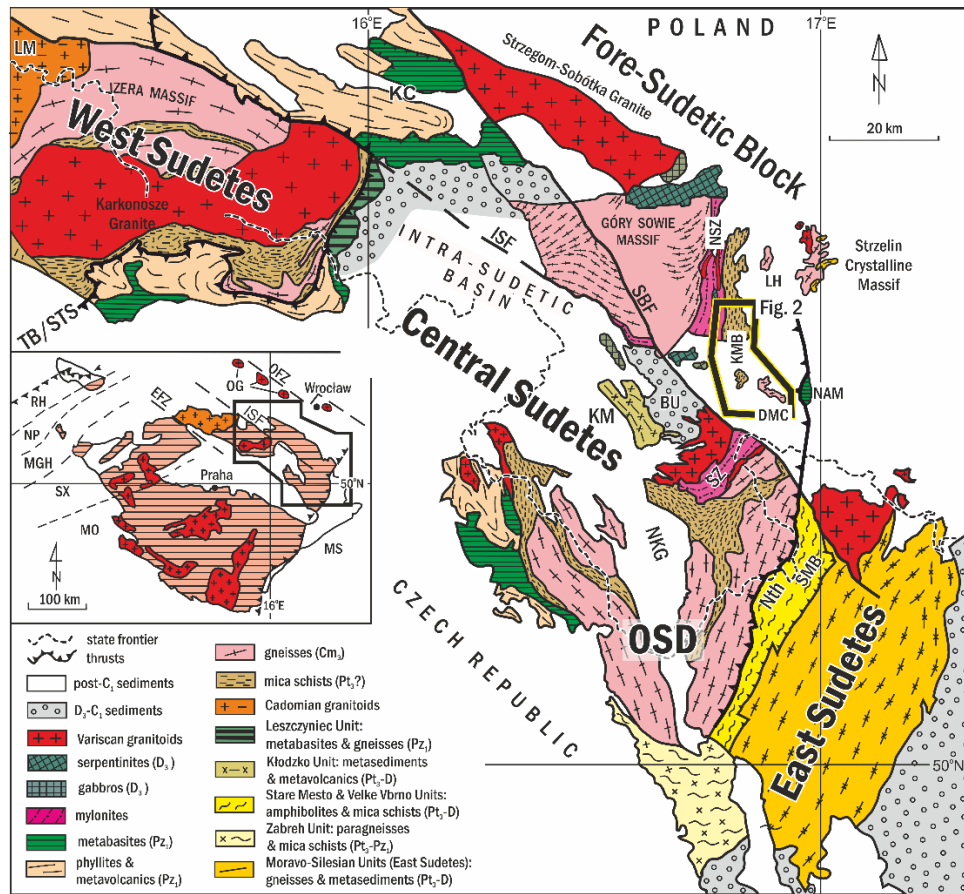 16°E
17°E
POLAND
N
20 km
LM
IZERA MASSIF
West Sudetes
Karkonosze
Granite
KC
Strzegom-Sobótka Granite
Fore-Sudetic Block
GÓRY SOWIE
MASSIF
NSZ
LH
Strzelin
Crystalline
Massif
ISF
INTRA-SUDETIC
BASIN
SBF
Fig. 2
KMB
DMC
NAM
TB/STS
Central Sudetes
BU
KM
SZ
NKG
OSD
Nth
SMB
CZECH REPUBLIC
East Sudetes
50°N
RH
NP
MGH
SX
MO
EFZ
OG
OFZ
ISF
Wrocław
Praha
50°N
MS
N
100 km
16°E
state frontier
thrusts
post-C₁ sediments
D₃-C₁ sediments
Variscan granitoids
serpentinites (D₃)
gabbros (D₃)
mylonites
metabasites (Pz₁)
phyllites &
metavolcanics (Pz₁)
gneisses (Cm₃)
mica schists (Pt₃?)
Cadomian granitoids
Leszczyniec Unit:
metabasites & gneisses (Pz₁)
Kłodzko Unit: metasediments
& metavolcanics (Pt₃-D)
Stare Mesto & Velke Vbrno Units:
amphibolites & mica schists (Pt₃-D)
Zabreh Unit: paragneisses
& mica schists (Pt₃-Pz₁)
Moravo-Silesian Units (East Sudetes):
gneisses & metasediments (Pt₃-D)